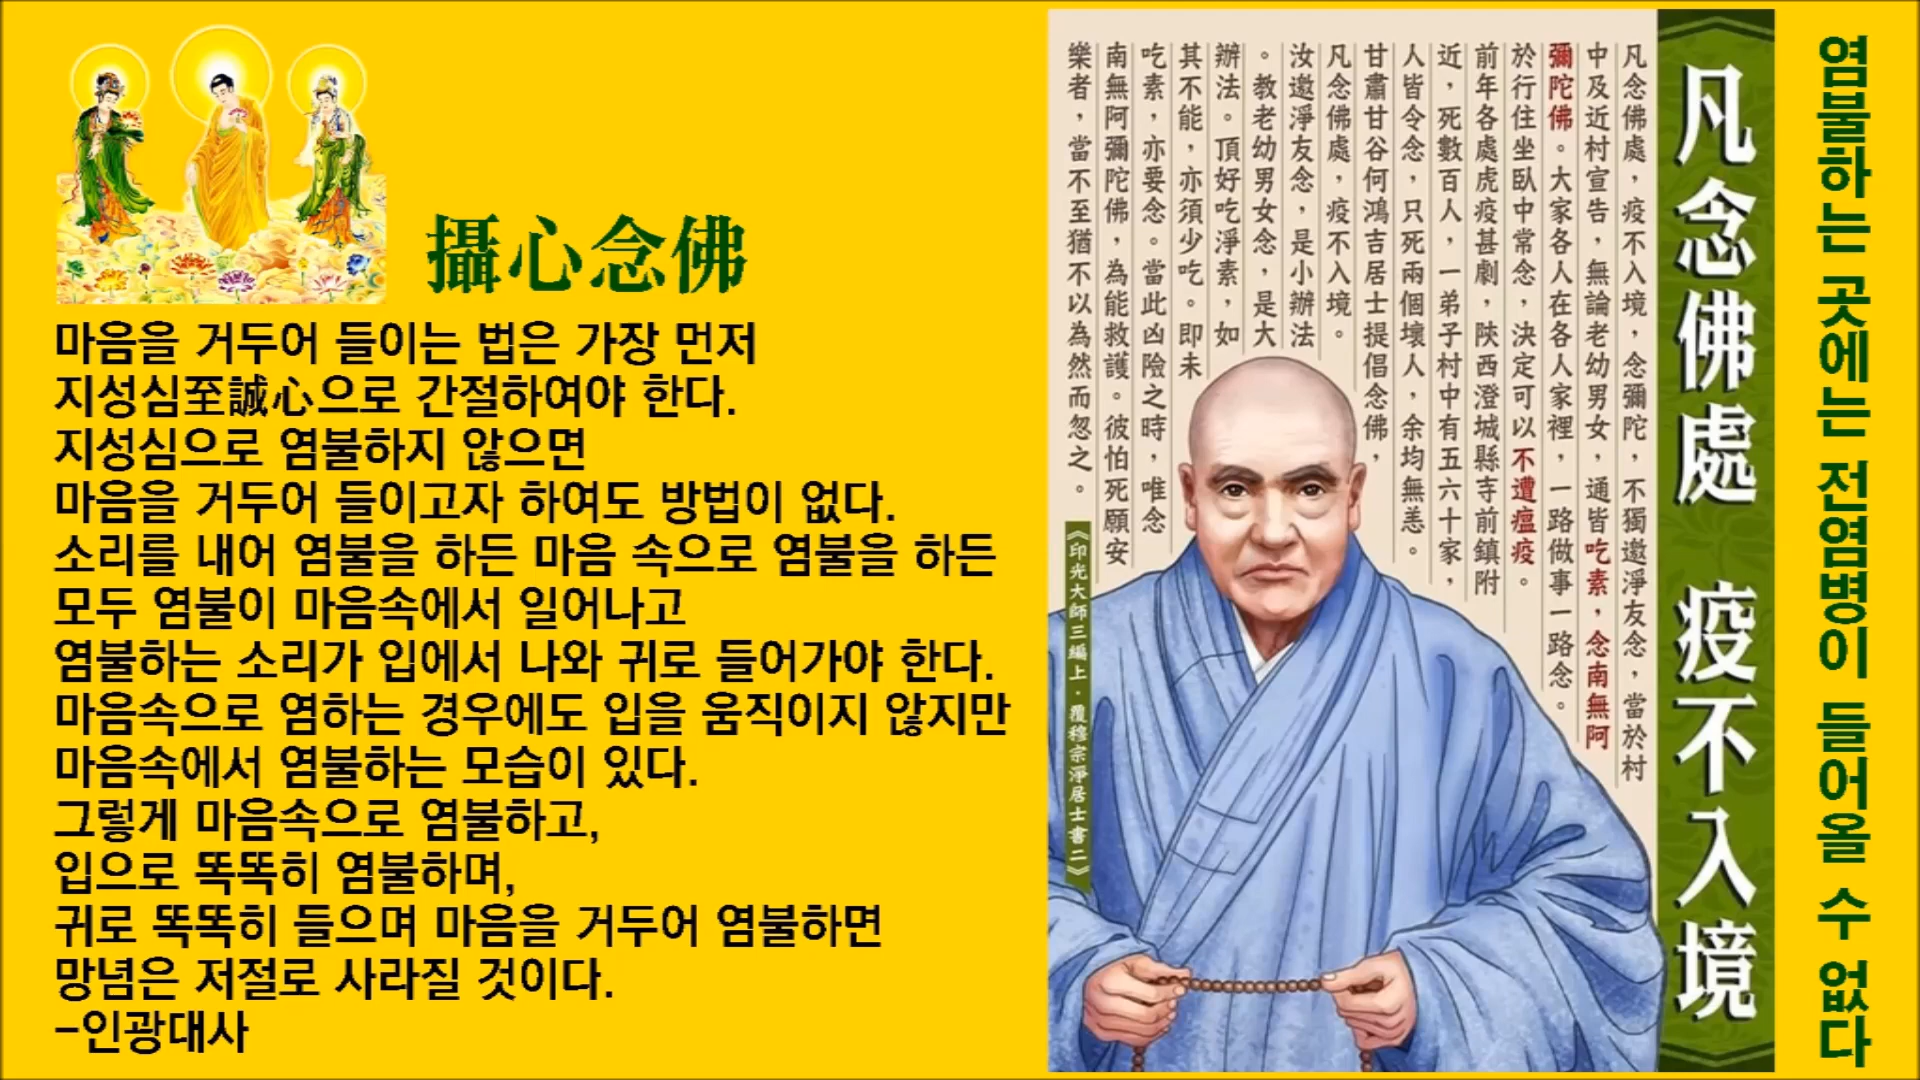 攝心念佛
마음을 거두어 들이는 법은 가장 먼저
지성심至誠心으로 간절하여야 한다.
지성심으로 염불하지 않으면
마음을 거두어 들이고자 하여도 방법이 없다.
소리를 내어 염불을 하든 마음 속으로 염불을 하든
모두 염불이 마음속에서 일어나고
염불하는 소리가 입에서 나와 귀로 들어가야 한다.
마음속으로 염하는 경우에도 입을 움직이지 않지만
마음속에서 염불하는 모습이 있다.
그렇게 마음속으로 염불하고,
입으로 똑똑히 염불하며,
귀로 똑똑히 들으며 마음을 거두어 염불하면
망념은 저절로 사라질 것이다.
-인광대사
염불하는 곳에는 전염병이 들어올 수 없다
凡念佛處 疫不入境
凡念佛處，疫不入境，念彌陀，不獨邀淨友念，當於村
中及近村宣告，無論老幼男女，通皆吃素，念南無阿
彌陀佛。大家各人在各人家裡，一路做事一路念。
於行住坐臥中常念，決定可以不遭瘟疫。
前年各處虎疫甚劇，陝西澄城縣寺前鎮附
近，死數百人，一弟子村中有五六十家，
人皆令念，只死兩個壞人，余均無恙。
甘肅甘谷何鴻吉居士提倡念佛，
凡念佛處，疫不入境。
汝邀淨友念，是小辦法
。教老幼男女念，是大
辦法。頂好吃淨素，如
其不能，亦須少吃。即未
吃素，亦要念。當此凶險之時，唯念
南無阿彌陀佛，為能救護。彼怕死願安
樂者，當不至猶不以為然而忽之。
《印光大師三編上．覆穆宗淨居士書二》